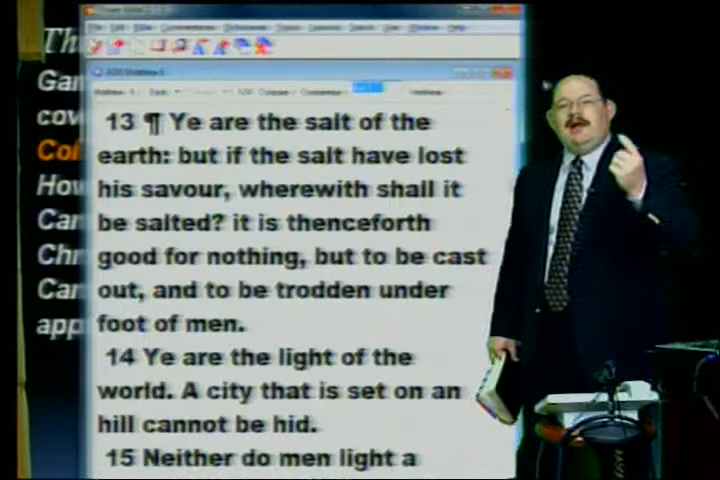 Th
Gar
cov
Col
How
Car
Chr
Car
app
13 ¶ Ye are the salt of the
earth: but if the salt have lost
his savour, wherewith shall it
be salted? it is thenceforth
good for nothing, but to be cast
out, and to be trodden under
foot of men.
14 Ye are the light of the
world. A city that is set on an
hill cannot be hid.
15 Neither do men light a